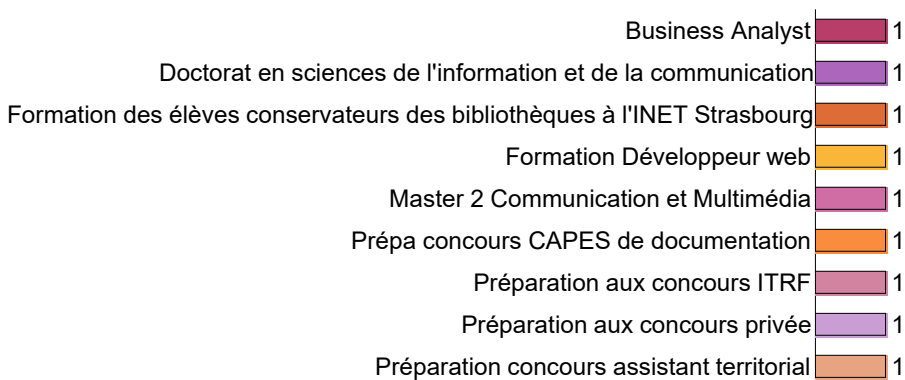 Business Analyst 1
Doctorat en sciences de l'information et de la communication 1
Formation des élèves conservateurs des bibliothèques à l'INET Strasbourg 1
Formation Développeur web 1
Master 2 Communication et Multimédia 1
Prépa concours CAPES de documentation 1
Préparation aux concours ITRF 1
Préparation aux concours privée 1
Préparation concours assistant territorial 1